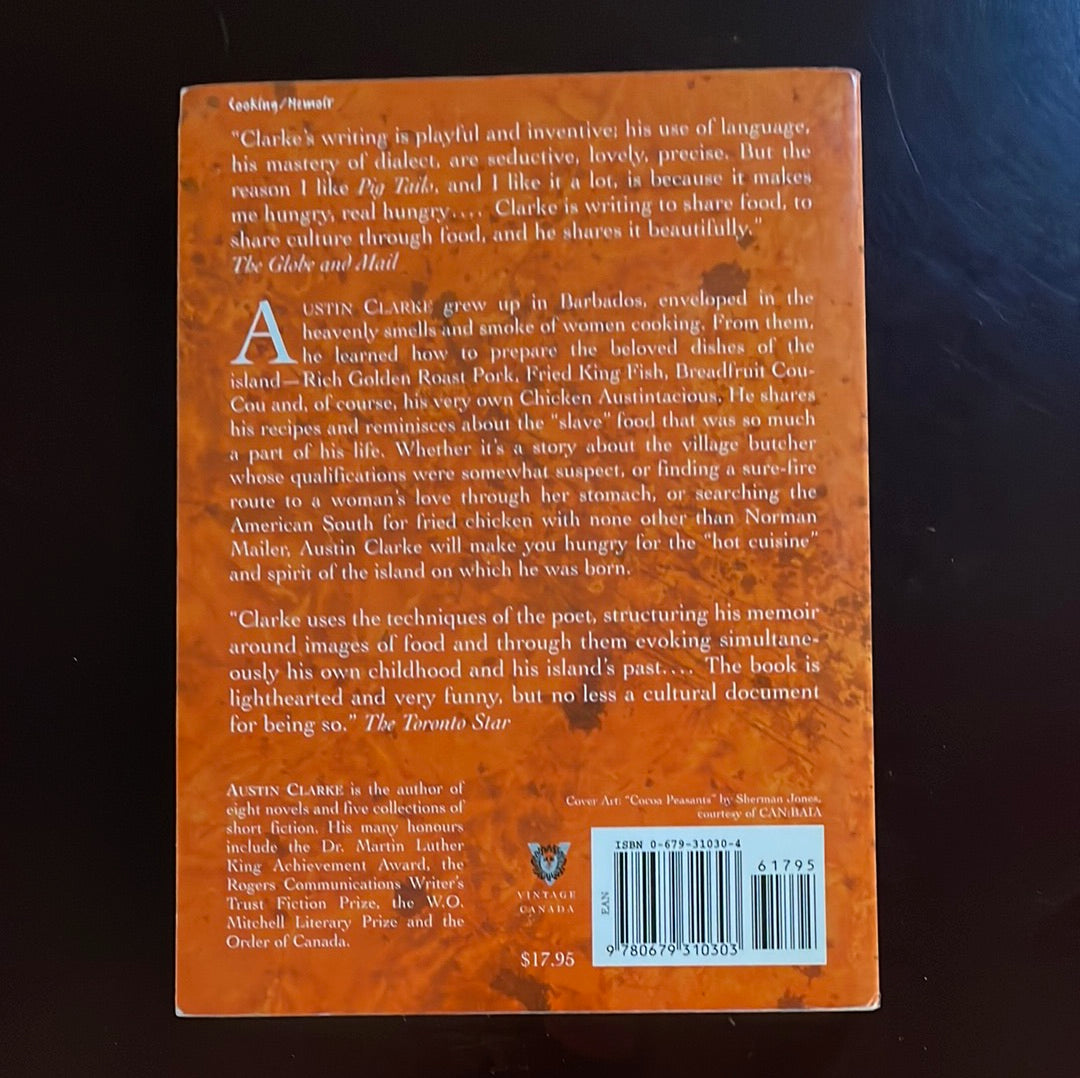 Cooking/Memoir
"Clarke's writing is playful and inventive; his use of language,
his mastery of dialect, are seductive, lovely, precise. But the
reason I like Pig Tails, and I like it a lot, is because it makes
me hungry, real hungry.... Clarke is writing to share food, to
share culture through food, and he shares it beautifully."
The Globe and Mail
AUSTIN CLARKE grew up in Barbados, enveloped in the
heavenly smells and smoke of women cooking. From them,
he learned how to prepare the beloved dishes of the
island—Rich Golden Roast Pork, Fried King Fish, Breadfruit Cou-
Cou and, of course, his very own Chicken Austintacious. He shares
his recipes and reminisces about the "slave" food that was so much
a part of his life. Whether it's a story about the village butcher
whose qualifications were somewhat suspect, or finding a sure-fire
route to a woman's love through her stomach, or searching the
American South for fried chicken with none other than Norman
Mailer, Austin Clarke will make you hungry for the "hot cuisine"
and spirit of the island on which he was born.
"Clarke uses the techniques of the poet, structuring his memoir
around images of food and through them evoking simultane-
ously his own childhood and his island's past.... The book is
lighthearted and very funny, but no less a cultural document
for being so." The Toronto Star
AUSTIN CLARKE is the author of
eight novels and five collections of
short fiction. His many honours
include the Dr. Martin Luther
King Achievement Award, the
Rogers Communications Writer's
Trust Fiction Prize, the W.O.
Mitchell Literary Prize and the
Order of Canada.
Cover Art: "Cocoa Peasants" by Sherman Jones,
courtesy of CAN:BAIA
VINTAGE
CANADA
$17.95
ISBN 0-679-31030-4
61795
EAN
9 780679 310303